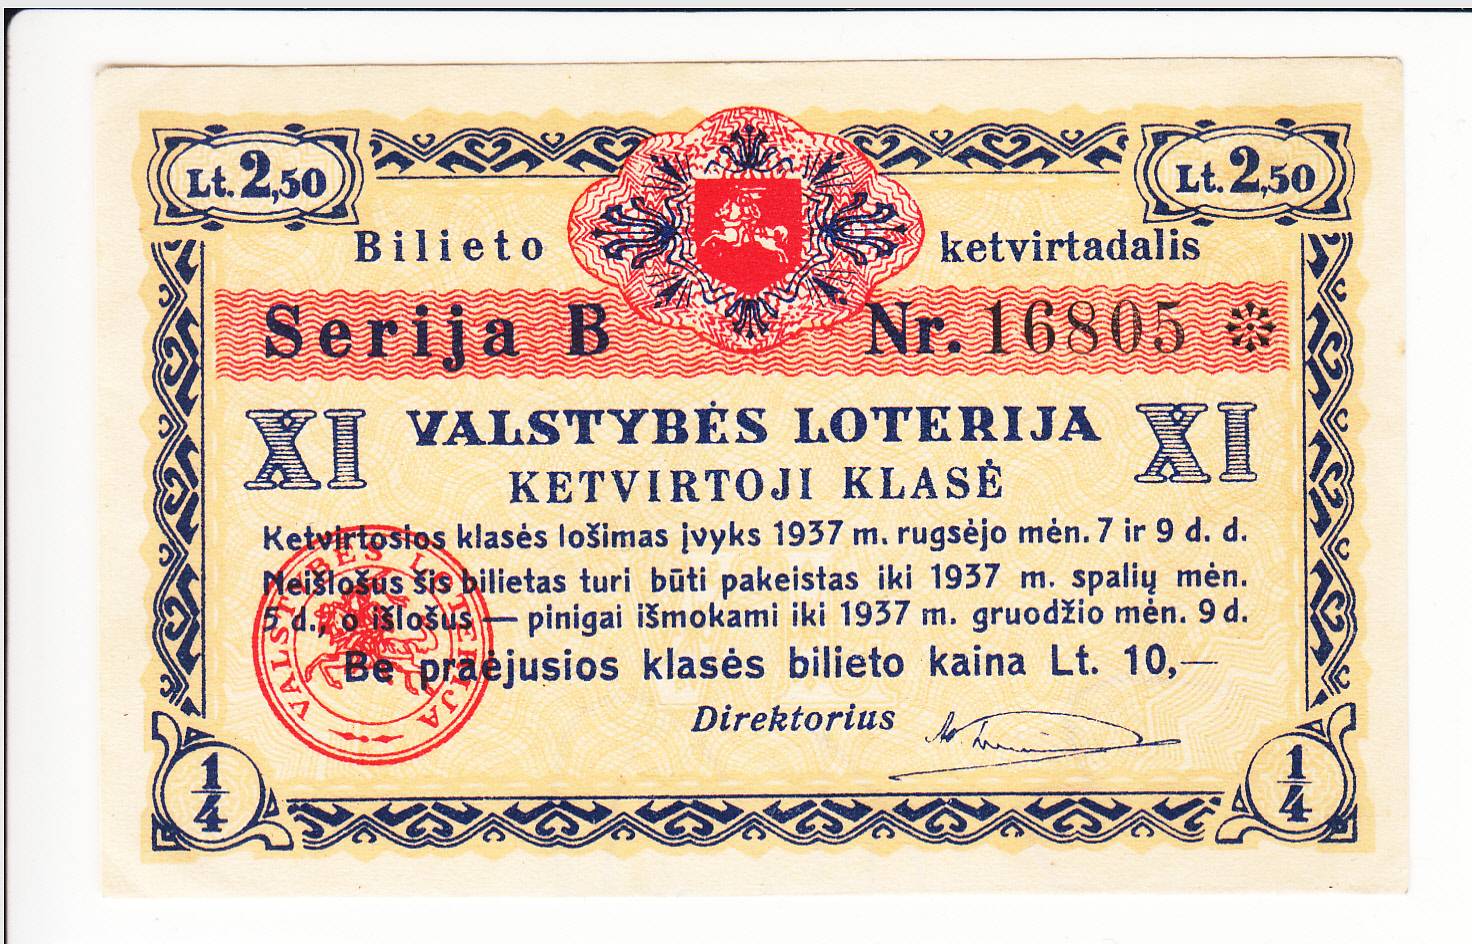 Lt. 2,50
Lt. 2,50
Bilieto ketvirtadalis
Serija B Nr. 16805
XI VALSTYBĖS LOTERIJA XI
KETVIRTOJI KLASĖ
Ketvirtosios klasės lošimas įvyks 1937 m. rugsėjo mėn. 7 ir 9 d. d.
Neišlošus šis bilietas turi būti pakeistas iki 1937 m. spalių mėn.
5 d., o išlošus — pinigai išmokami iki 1937 m. gruodžio mėn. 9 d.
Be praėjusios klasės bilieto kaina Lt. 10,—
VALSTYBĖS LOTERIJA
Direktorius
1/4
1/4